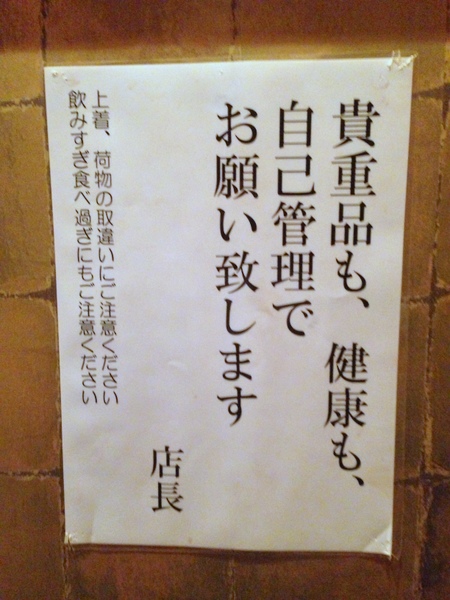 貴重品も、健康も、
自己管理で
お願い致します
店長
上着、荷物の取違いにご注意ください
飲みすぎ食べ過ぎにもご注意ください